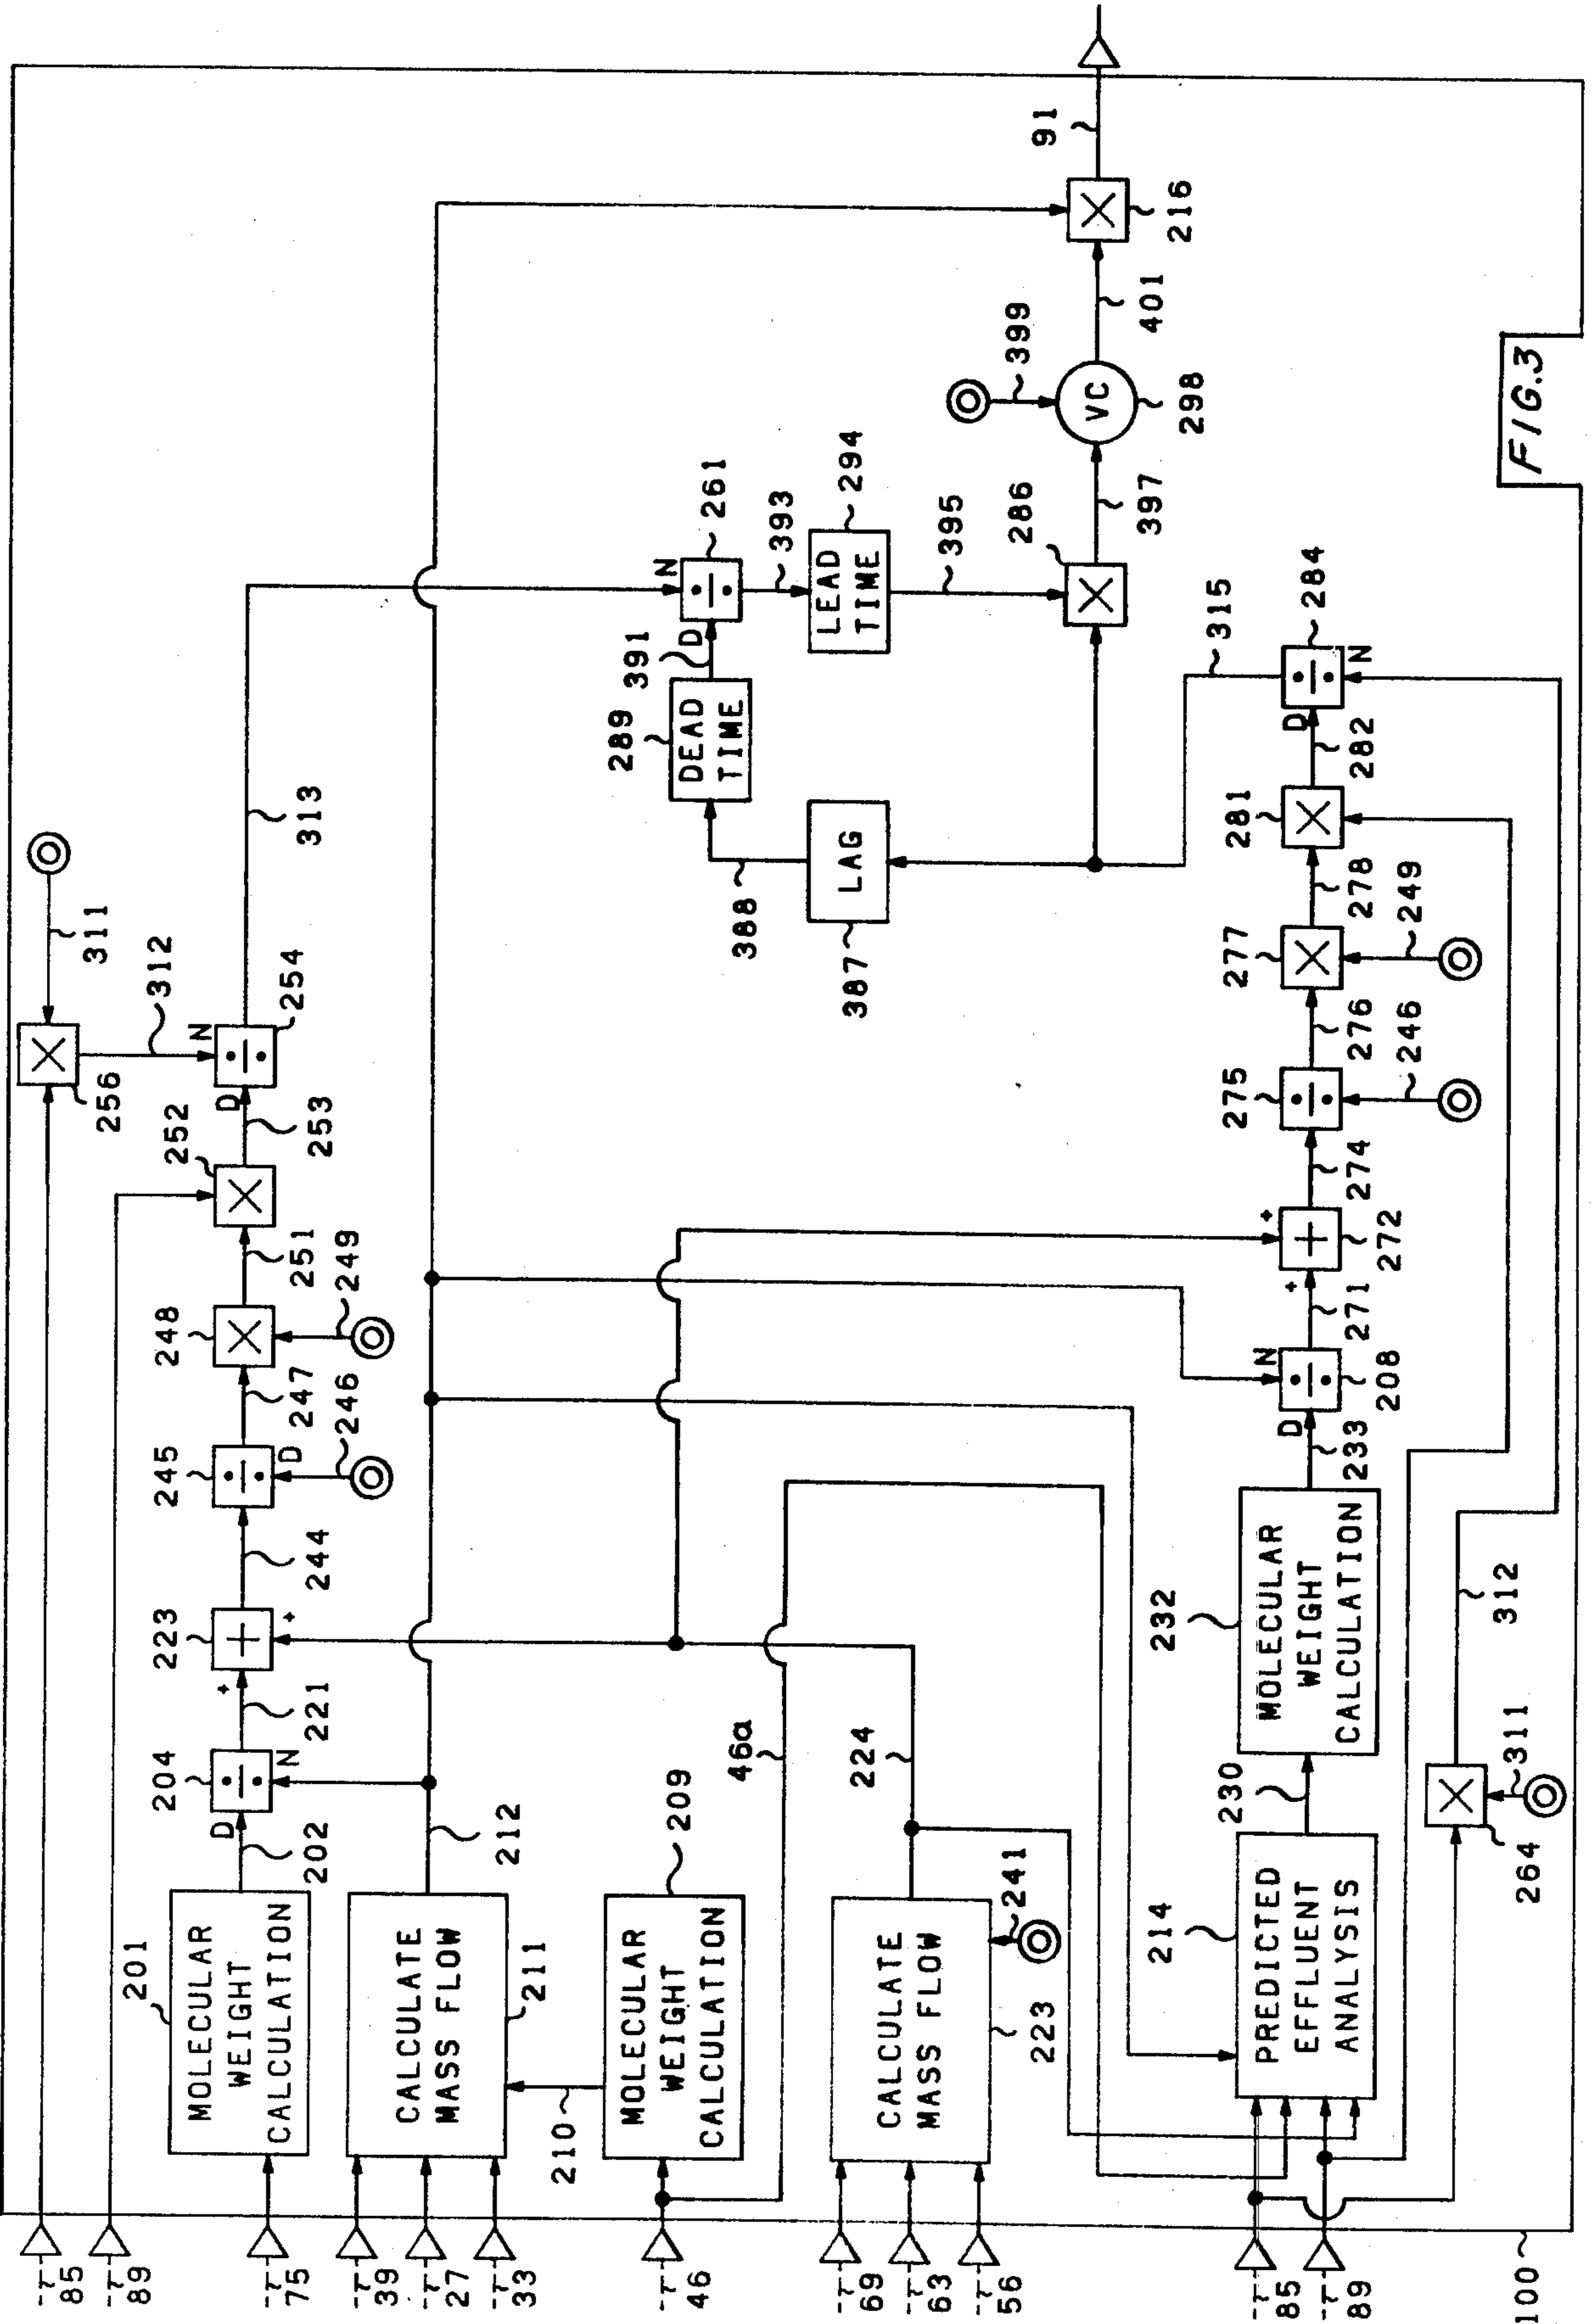 85
89
75
39
27
33
46
69
63
56
85
89
100
201
MOLECULAR
WEIGHT
CALCULATION
202
D
204
N
221
+
223
+
244
245
D
246
247
248
249
251
252
253
D
254
N
256
311
312
313
CALCULATE
MASS FLOW
211
212
210
MOLECULAR
WEIGHT
CALCULATION
209
46a
CALCULATE
MASS FLOW
223
241
224
PREDICTED
EFFLUENT
ANALYSIS
214
230
MOLECULAR
WEIGHT
CALCULATION
232
233
D
208
N
271
+
272
+
274
275
246
276
277
249
278
281
282
D
284
N
315
264
311
312
LAG
387
388
DEAD
TIME
289
391
D
261
N
393
LEAD
TIME
294
395
286
397
VC
298
399
401
216
91
FIG.3